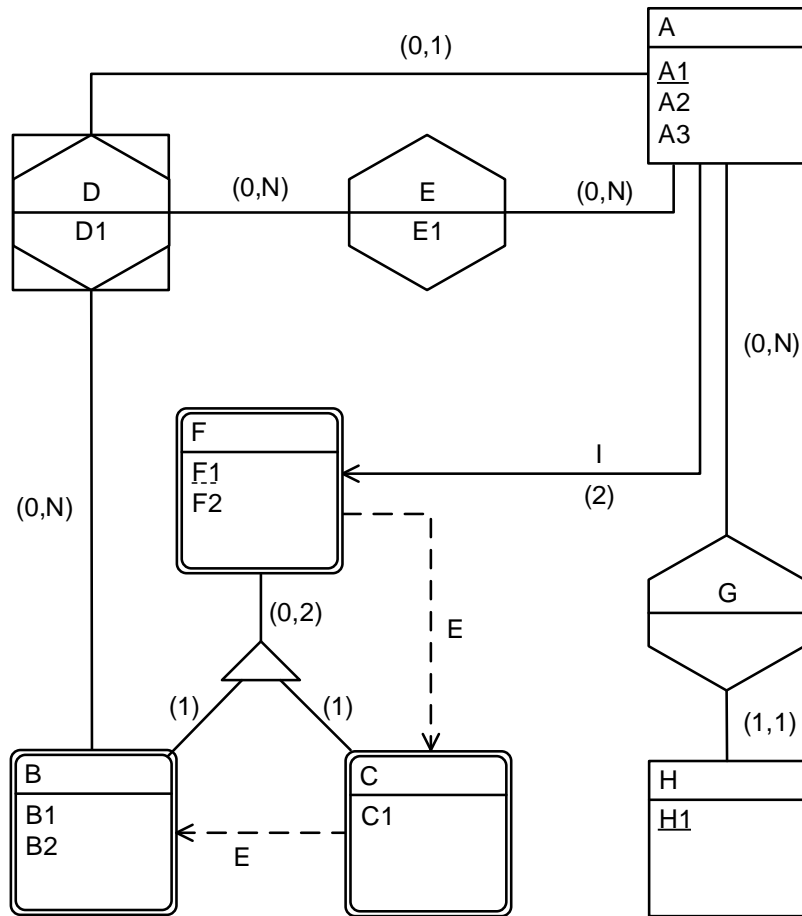 A
(0,1)
A1
A2
A3
D
(0,N)
E
(0,N)
D1
E1
(0,N)
F
I
F1
(2)
F2
(0,N)
G
(0,2)
E
(1)
(1)
(1,1)
B
C
H
B1
C1
H1
B2
E